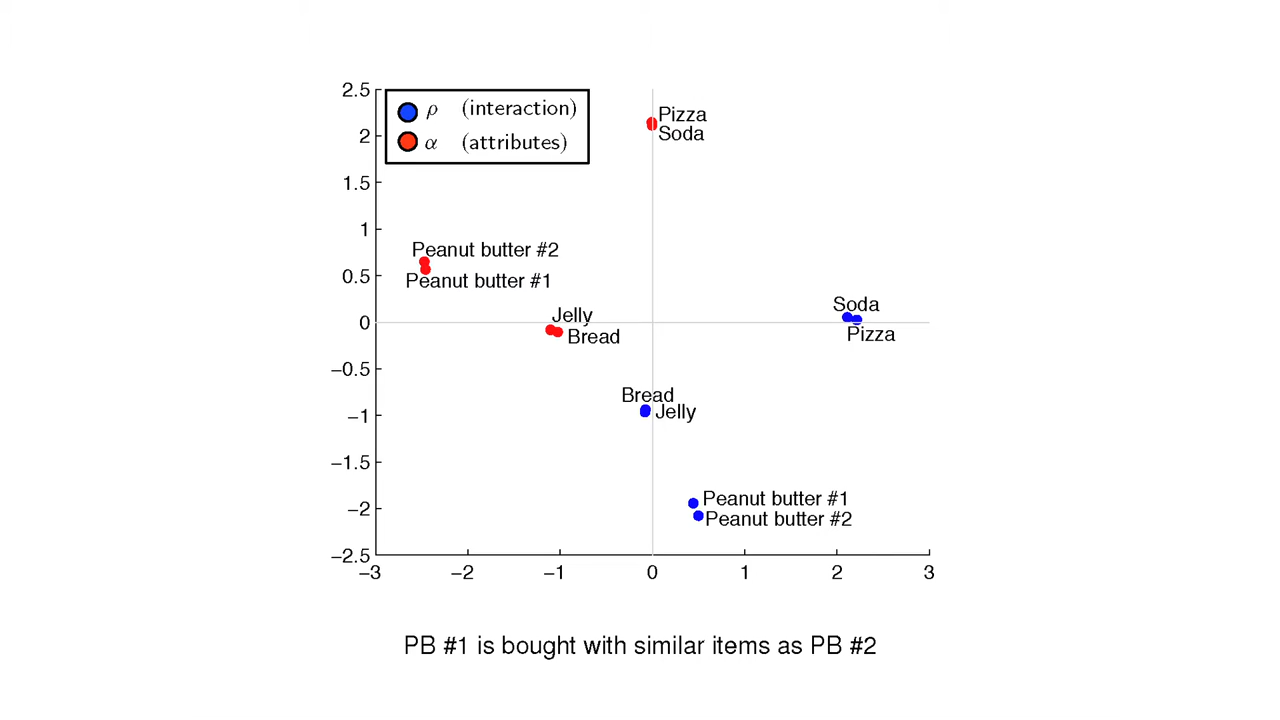 2.5
ρ (interaction)
α (attributes)
Pizza
Soda
2
1.5
1
Peanut butter #2
0.5
Peanut butter #1
Soda
Jelly
0
Bread
Pizza
−0.5
Bread
−1
Jelly
−1.5
Peanut butter #1
−2
Peanut butter #2
−2.5
−3 −2 −1 0 1 2 3
PB #1 is bought with similar items as PB #2